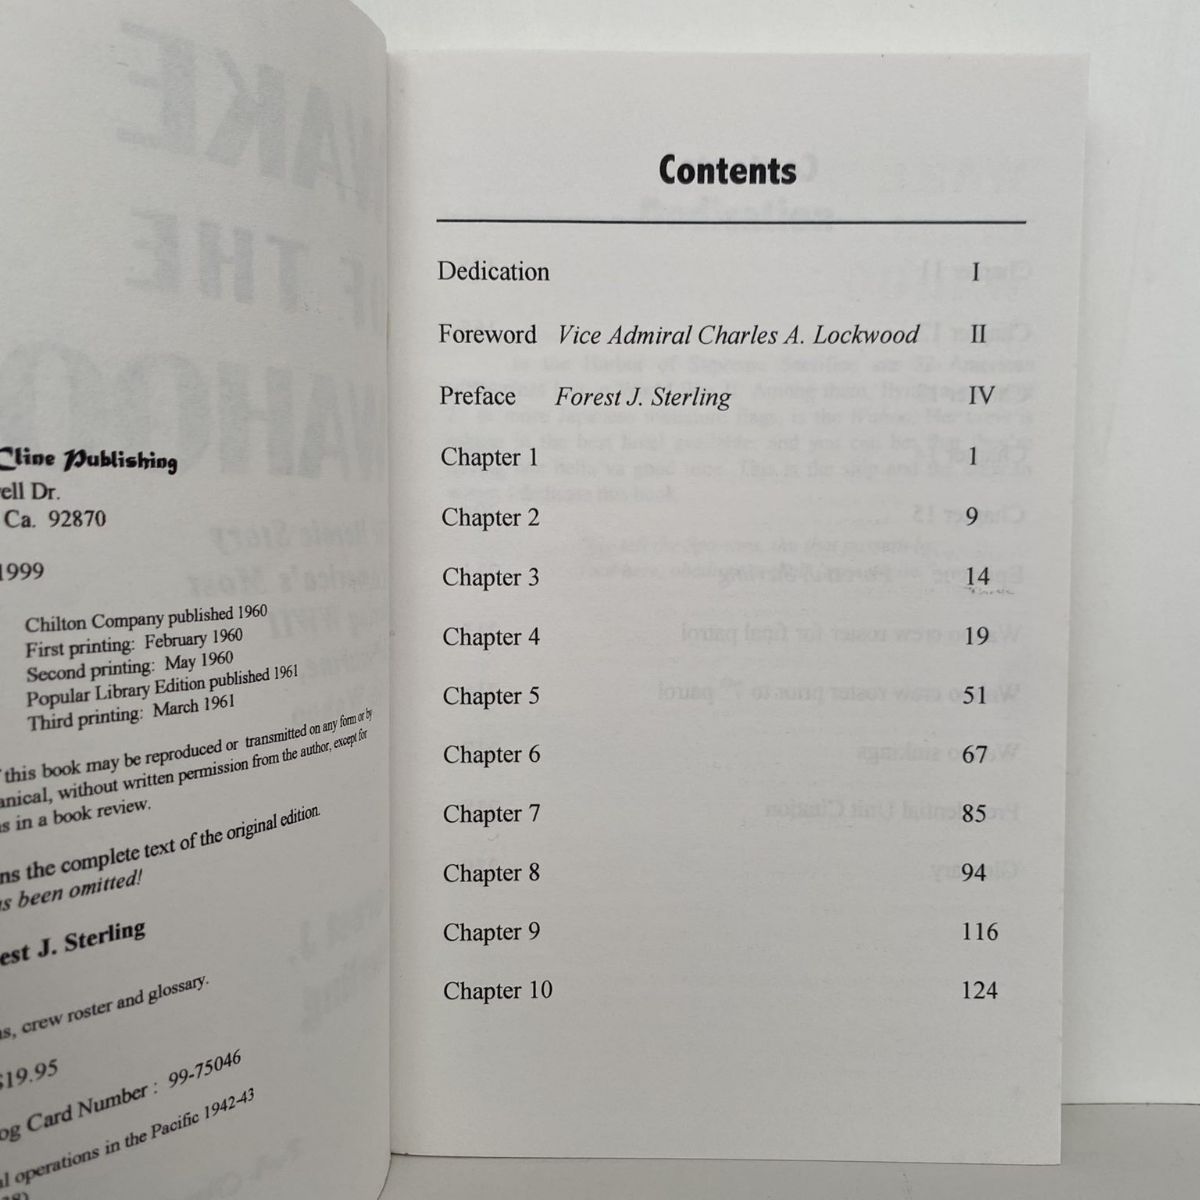 Cline Publishing
ell Dr.
Ca. 92870
1999
Chilton Company published 1960
First printing: February 1960
Second printing: May 1960
Popular Library Edition published 1961
Third printing: March 1961
this book may be reproduced or transmitted on any form or by
anical, without written permission from the author, except for
s in a book review.
ns the complete text of the original edition.
s been omitted!
est J. Sterling
s, crew roster and glossary.
$19.95
og Card Number : 99-75046
al operations in the Pacific 1942-43
Contents
Dedication I
Foreword Vice Admiral Charles A. Lockwood II
Preface Forest J. Sterling IV
Chapter 1 1
Chapter 2 9
Chapter 3 14
Chapter 4 19
Chapter 5 51
Chapter 6 67
Chapter 7 85
Chapter 8 94
Chapter 9 116
Chapter 10 124